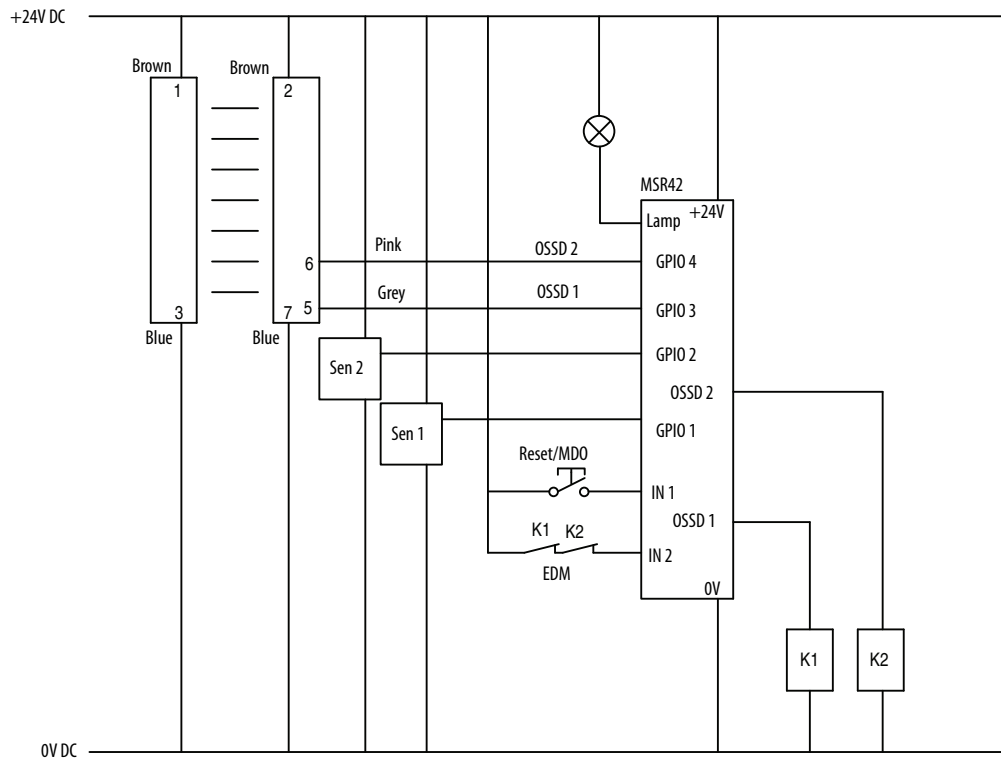 +24V DC
Brown
Brown
1
2
MSR42
+24V
Lamp
Pink
OSSD 2
GPIO 4
6
Grey
OSSD 1
GPIO 3
3
7
5
Blue
Blue
GPIO 2
Sen 2
OSSD 2
GPIO 1
Sen 1
Reset/MDO
IN 1
OSSD 1
K1
K2
IN 2
EDM
0V
K1
K2
0V DC